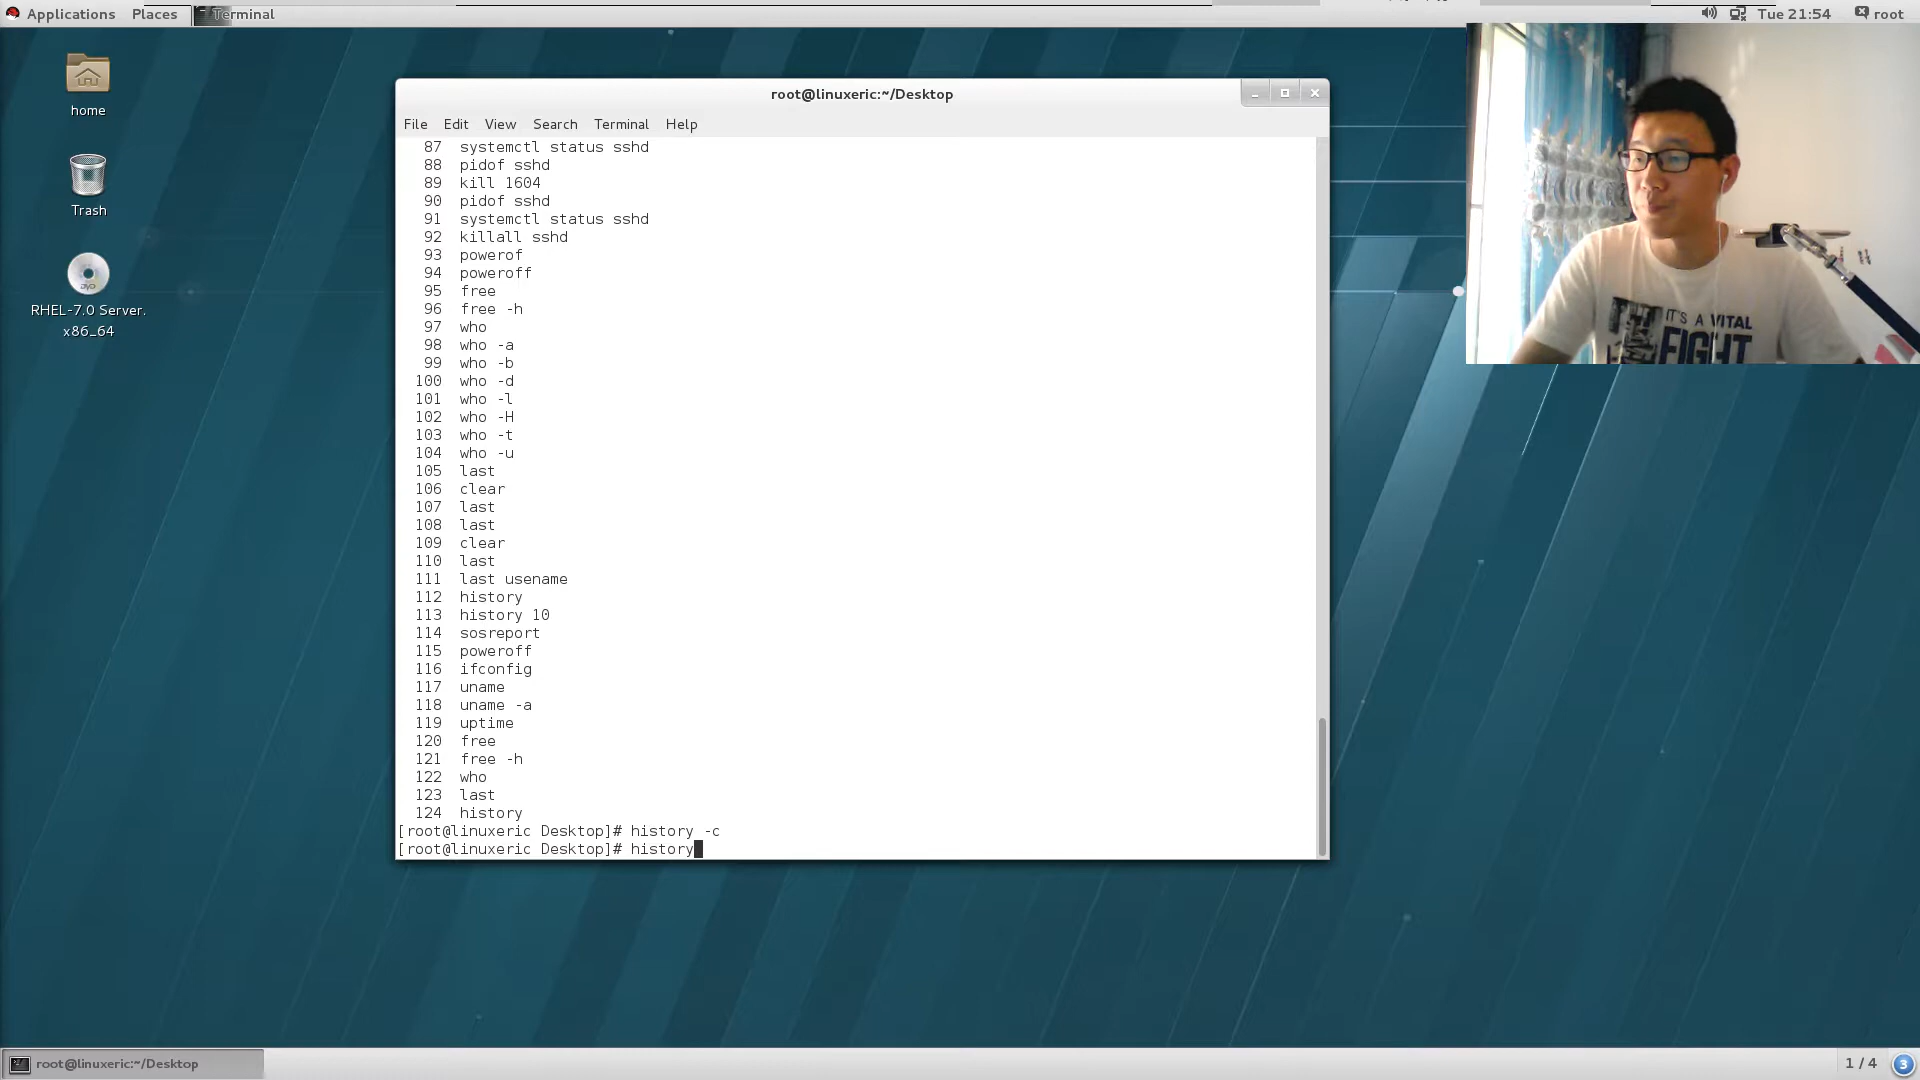 Applications Places Terminal
Tue 21:54 root
home
Trash
RHEL-7.0 Server.
x86_64
root@linuxeric:~/Desktop
File Edit View Search Terminal Help
87 systemctl status sshd
88 pidof sshd
89 kill 1604
90 pidof sshd
91 systemctl status sshd
92 killall sshd
93 powerof
94 poweroff
95 free
96 free -h
97 who
98 who -a
99 who -b
100 who -d
101 who -l
102 who -H
103 who -t
104 who -u
105 last
106 clear
107 last
108 last
109 clear
110 last
111 last usename
112 history
113 history 10
114 sosreport
115 poweroff
116 ifconfig
117 uname
118 uname -a
119 uptime
120 free
121 free -h
122 who
123 last
124 history
[root@linuxeric Desktop]# history -c
[root@linuxeric Desktop]# history
IT'S A VITAL
FIGHT
root@linuxeric:~/Desktop
1 / 4
3